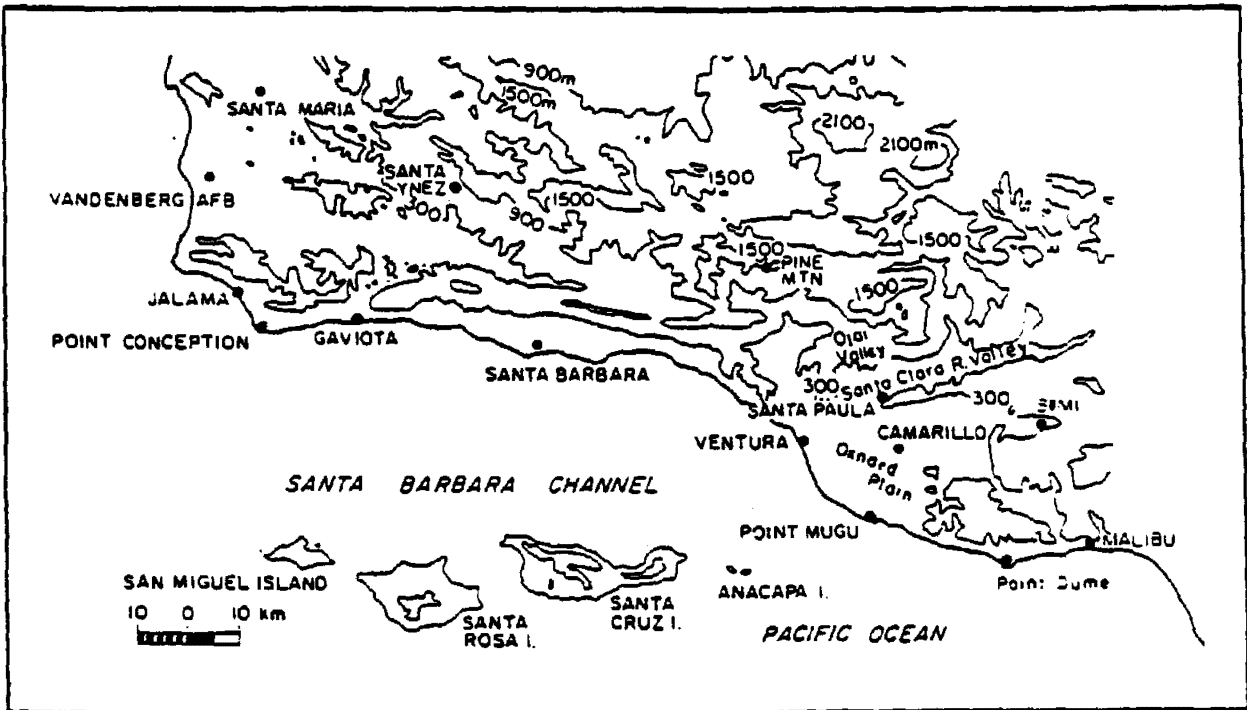 900m
1500m
SANTA MARIA
2100
2100m
SANTA
YNEZ
1500
VANDENBERG AFB
900
1500
1500
1500
PINE
MTN
JALAMA
1500
POINT CONCEPTION
GAVIOTA
Ojai
Valley
SANTA BARBARA
300
Santa Clara R. Valley
SANTA PAULA
300
VENTURA
CAMARILLO
Oxnard
Plain
SANTA BARBARA CHANNEL
POINT MUGU
MALIBU
SAN MIGUEL ISLAND
ANACAPA I.
Point Dume
10 0 10 km
SANTA
ROSA I.
SANTA
CRUZ I.
PACIFIC OCEAN